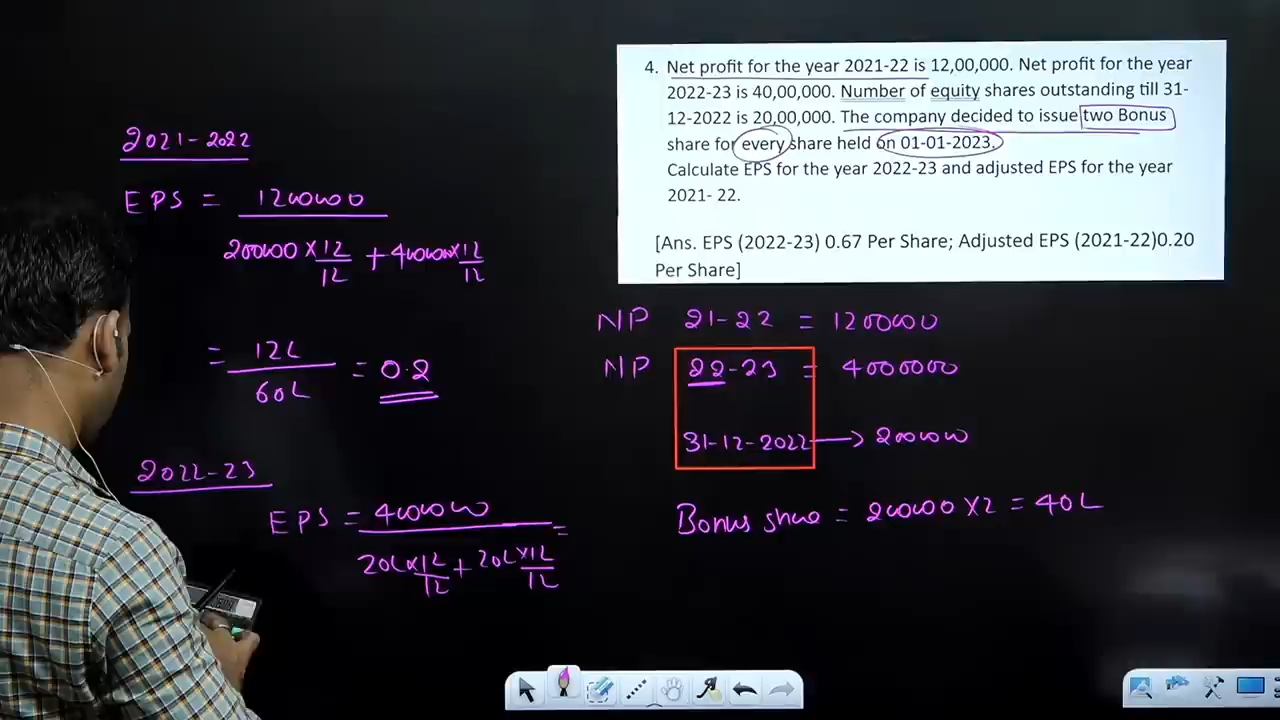 4. Net profit for the year 2021-22 is 12,00,000. Net profit for the year
2022-23 is 40,00,000. Number of equity shares outstanding till 31-
12-2022 is 20,00,000. The company decided to issue two Bonus
share for every share held on 01-01-2023.
Calculate EPS for the year 2022-23 and adjusted EPS for the year
2021- 22.
[Ans. EPS (2022-23) 0.67 Per Share; Adjusted EPS (2021-22)0.20
Per Share]
2021-2022
EPS = 1200000
2000000 × 12/12 + 4000000 × 12/12
= 12L/60L = 0.2
2022-23
EPS = 4000000
20L × 12/12 + 20L × 12/12 =
NP 21-22 = 1200000
NP 22-23 = 4000000
31-12-2022 → 2000000
Bonus share = 2000000 × 2 = 40L